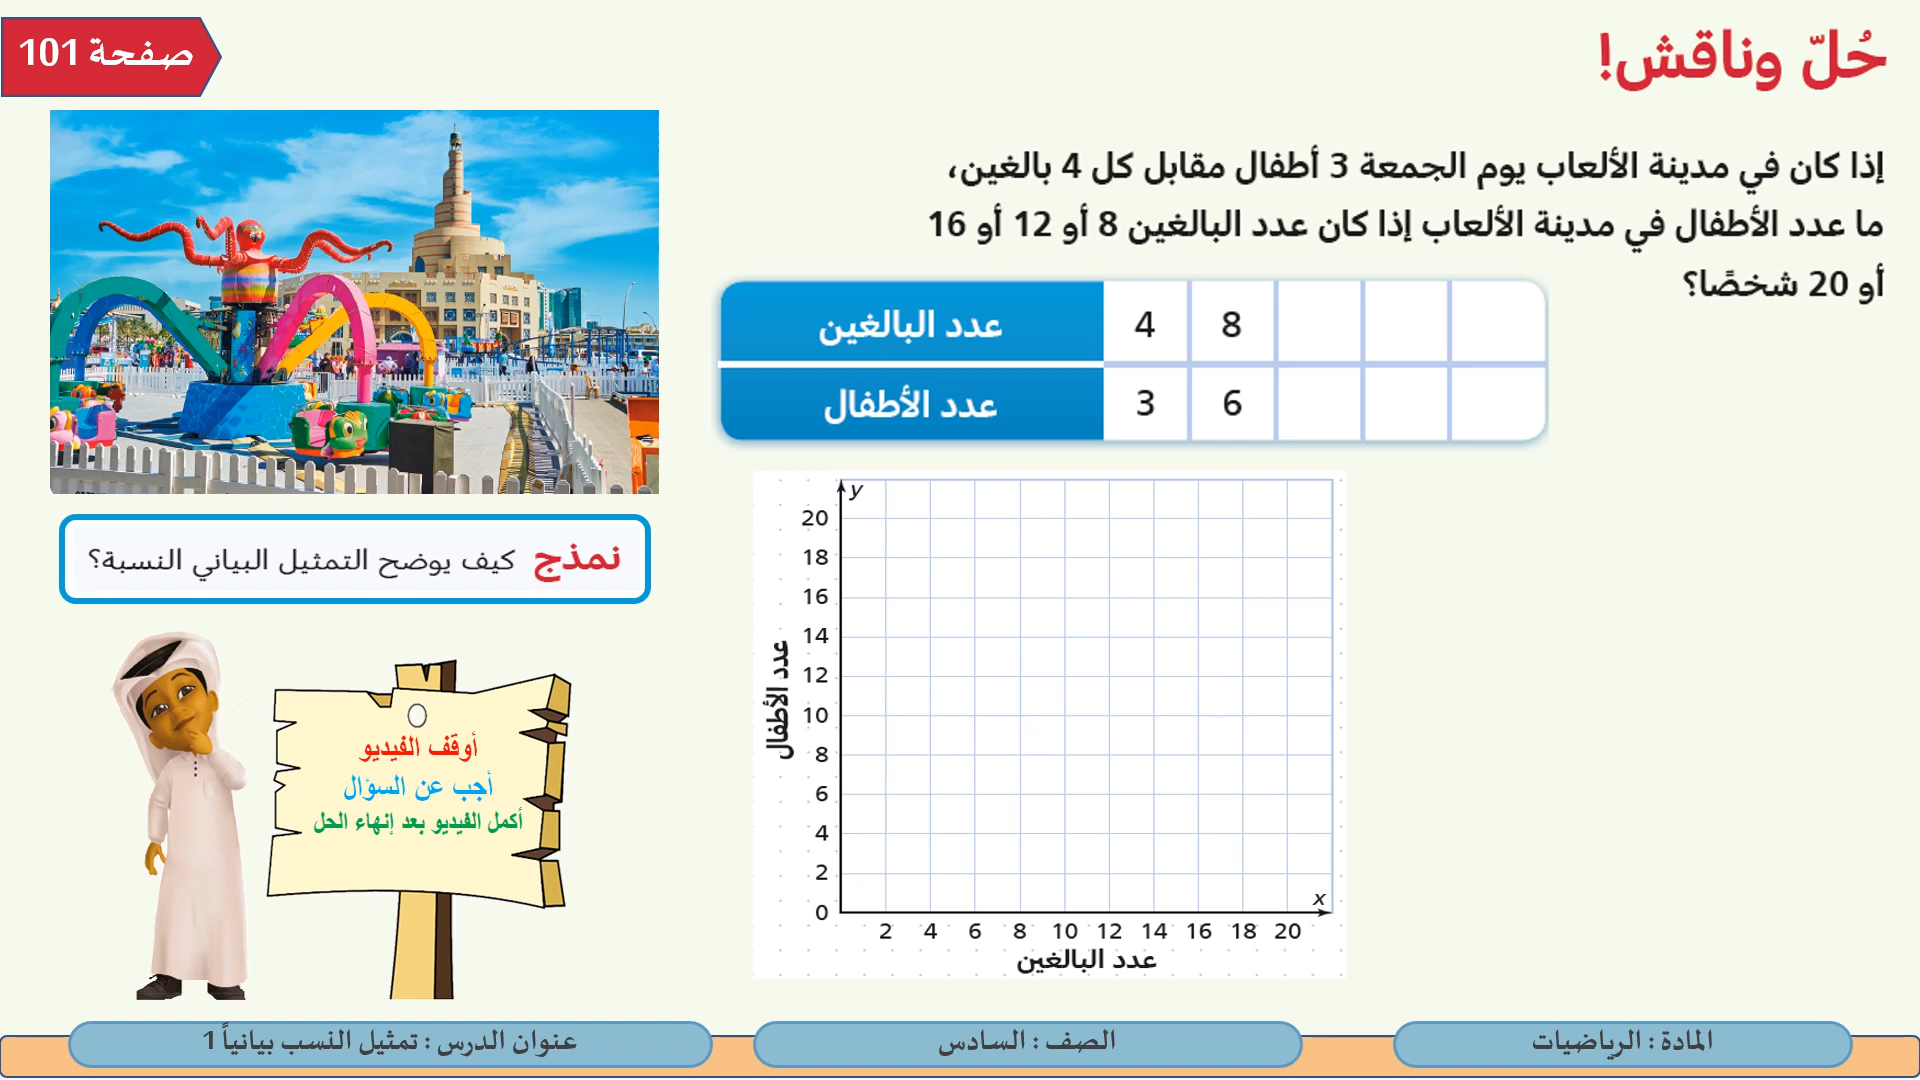 صفحة 101
حُلّ وناقش!
إذا كان في مدينة الألعاب يوم الجمعة 3 أطفال مقابل كل 4 بالغين،
ما عدد الأطفال في مدينة الألعاب إذا كان عدد البالغين 8 أو 12 أو 16
أو 20 شخصًا؟
عدد البالغين 4 8
عدد الأطفال 3 6
نمذج كيف يوضح التمثيل البياني النسبة؟
أوقف الفيديو
أجب عن السؤال
أكمل الفيديو بعد إنهاء الحل
y
20
18
16
14
12
10
8
6
4
2
0
عدد الأطفال
x
2 4 6 8 10 12 14 16 18 20
عدد البالغين
المادة : الرياضيات
الصف : السادس
عنوان الدرس : تمثيل النسب بيانياً 1